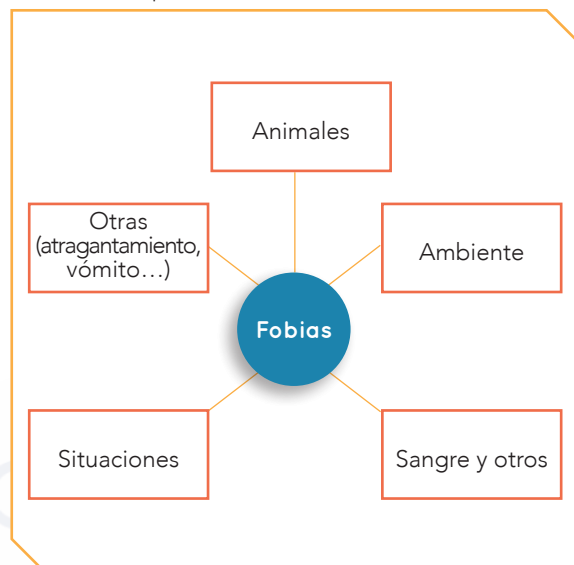 Animales
Otras
(atragantamiento,
vómito…)
Ambiente
Fobias
Situaciones
Sangre y otros